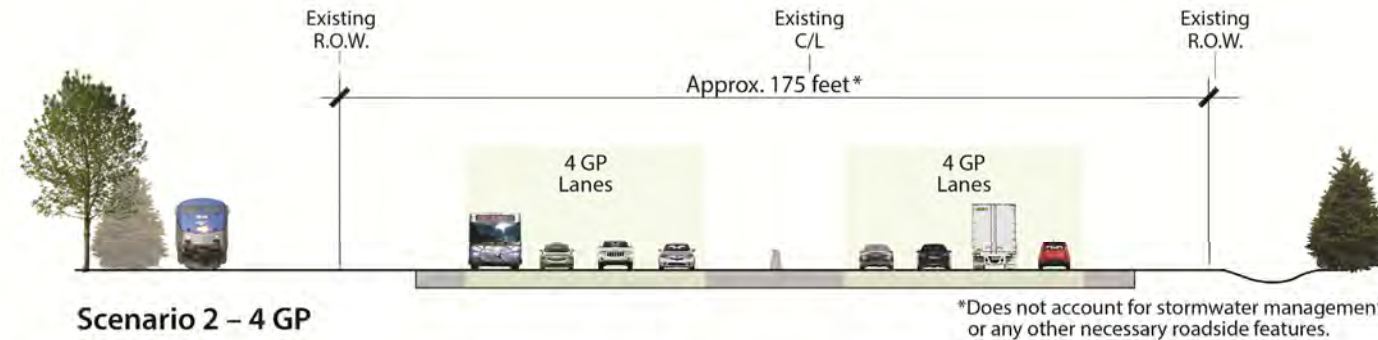 Existing
R.O.W.
Existing
C/L
Existing
R.O.W.
Approx. 175 feet*
4 GP
Lanes
4 GP
Lanes
Scenario 2 – 4 GP
*Does not account for stormwater management
or any other necessary roadside features.